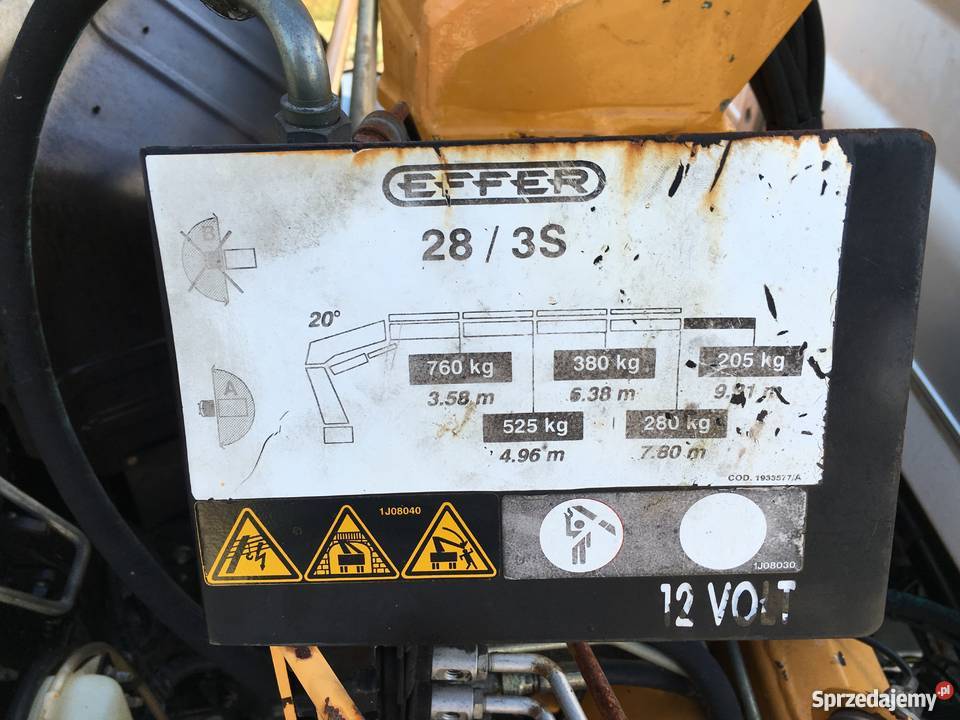 EFFER
28 / 3S
B
20°
760 kg
380 kg
205 kg
3.58 m
6.38 m
A
525 kg
280 kg
4.96 m
7.80 m
COD. 1933577/A
1J08040
1J08030
12 VOLT
Sprzedajemy.pl